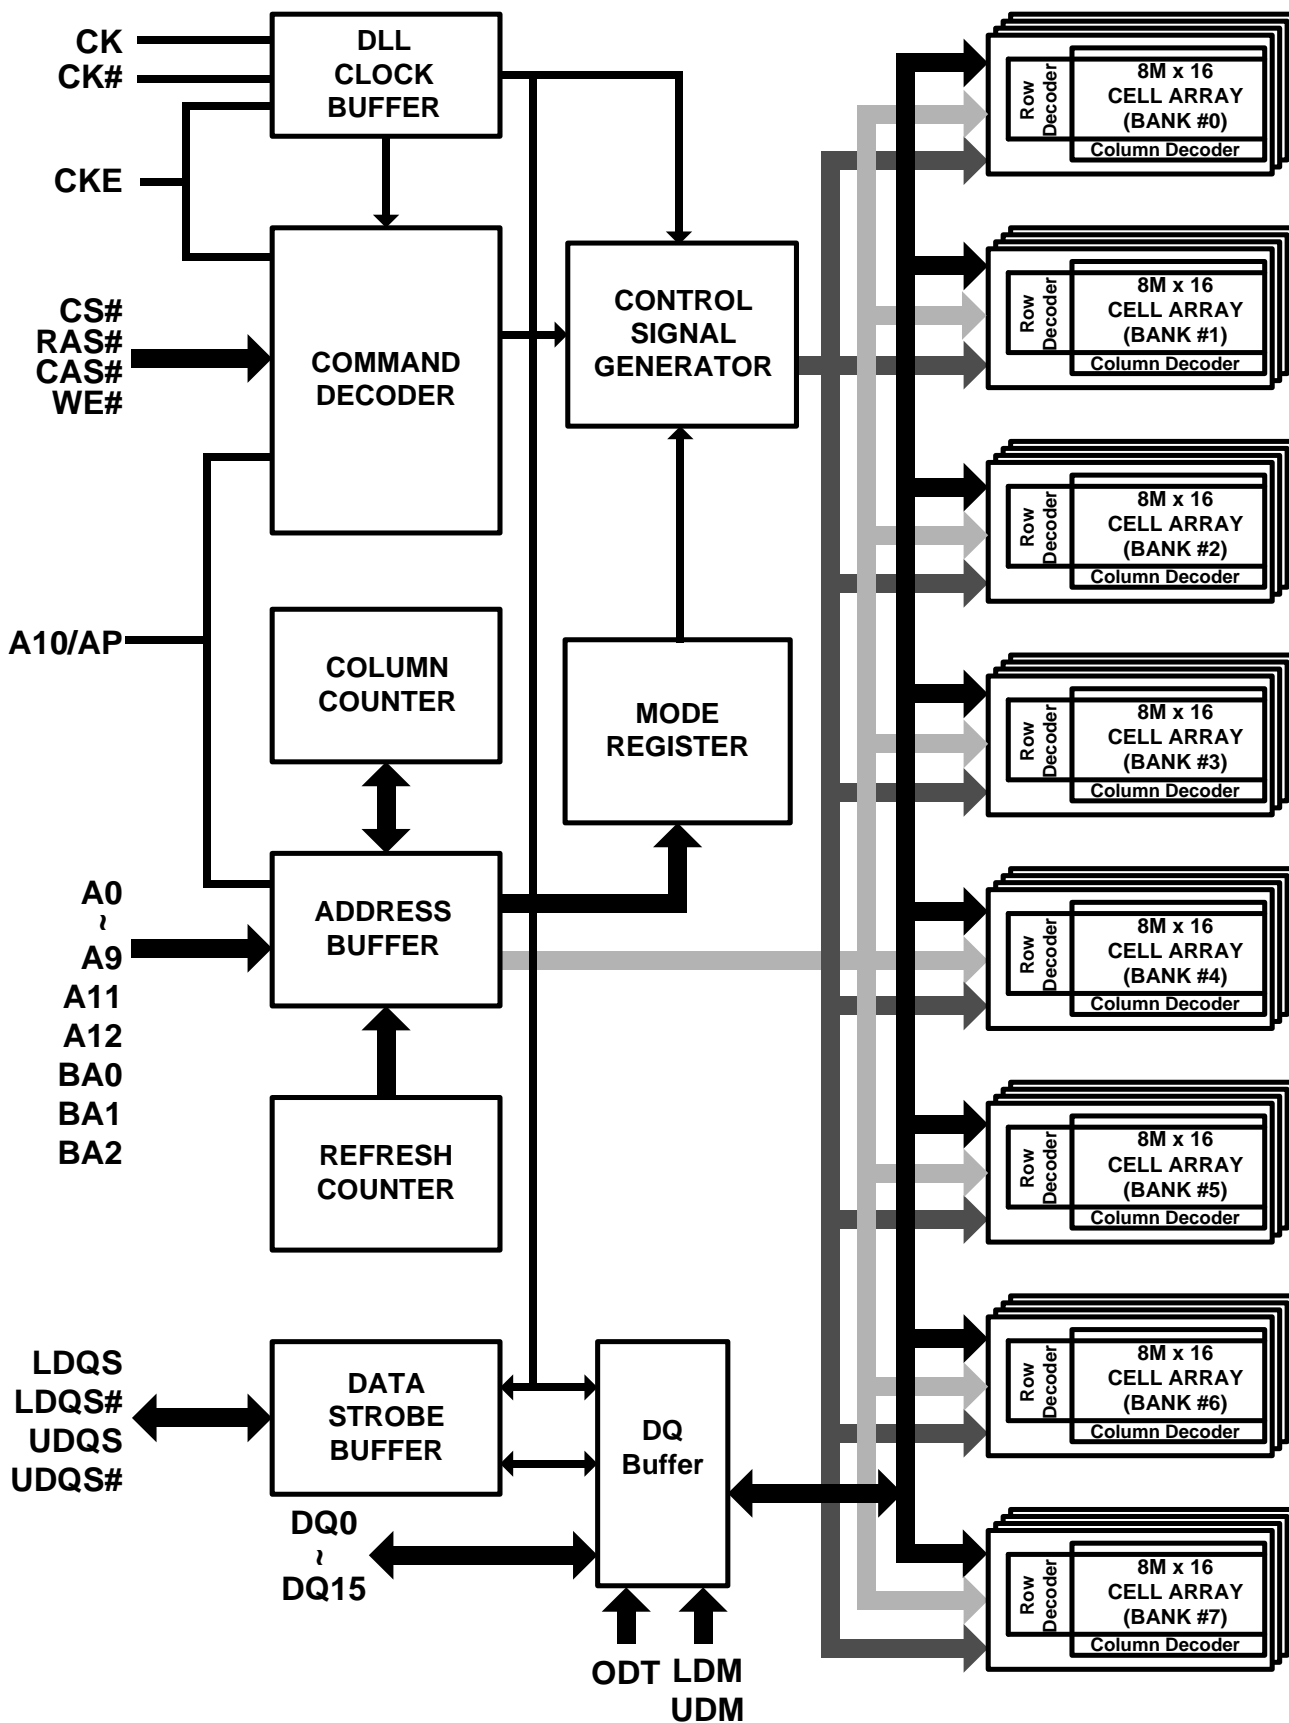 CK
CK#
CKE
CS#
RAS#
CAS#
WE#
A10/AP
A0
~
A9
A11
A12
BA0
BA1
BA2
LDQS
LDQS#
UDQS
UDQS#
DQ0
~
DQ15
ODT
LDM
UDM
DLL
CLOCK
BUFFER
COMMAND
DECODER
COLUMN
COUNTER
ADDRESS
BUFFER
REFRESH
COUNTER
DATA
STROBE
BUFFER
CONTROL
SIGNAL
GENERATOR
MODE
REGISTER
DQ
Buffer
Row
Decoder
8M x 16
CELL ARRAY
(BANK #0)
Column Decoder
Row
Decoder
8M x 16
CELL ARRAY
(BANK #1)
Column Decoder
Row
Decoder
8M x 16
CELL ARRAY
(BANK #2)
Column Decoder
Row
Decoder
8M x 16
CELL ARRAY
(BANK #3)
Column Decoder
Row
Decoder
8M x 16
CELL ARRAY
(BANK #4)
Column Decoder
Row
Decoder
8M x 16
CELL ARRAY
(BANK #5)
Column Decoder
Row
Decoder
8M x 16
CELL ARRAY
(BANK #6)
Column Decoder
Row
Decoder
8M x 16
CELL ARRAY
(BANK #7)
Column Decoder